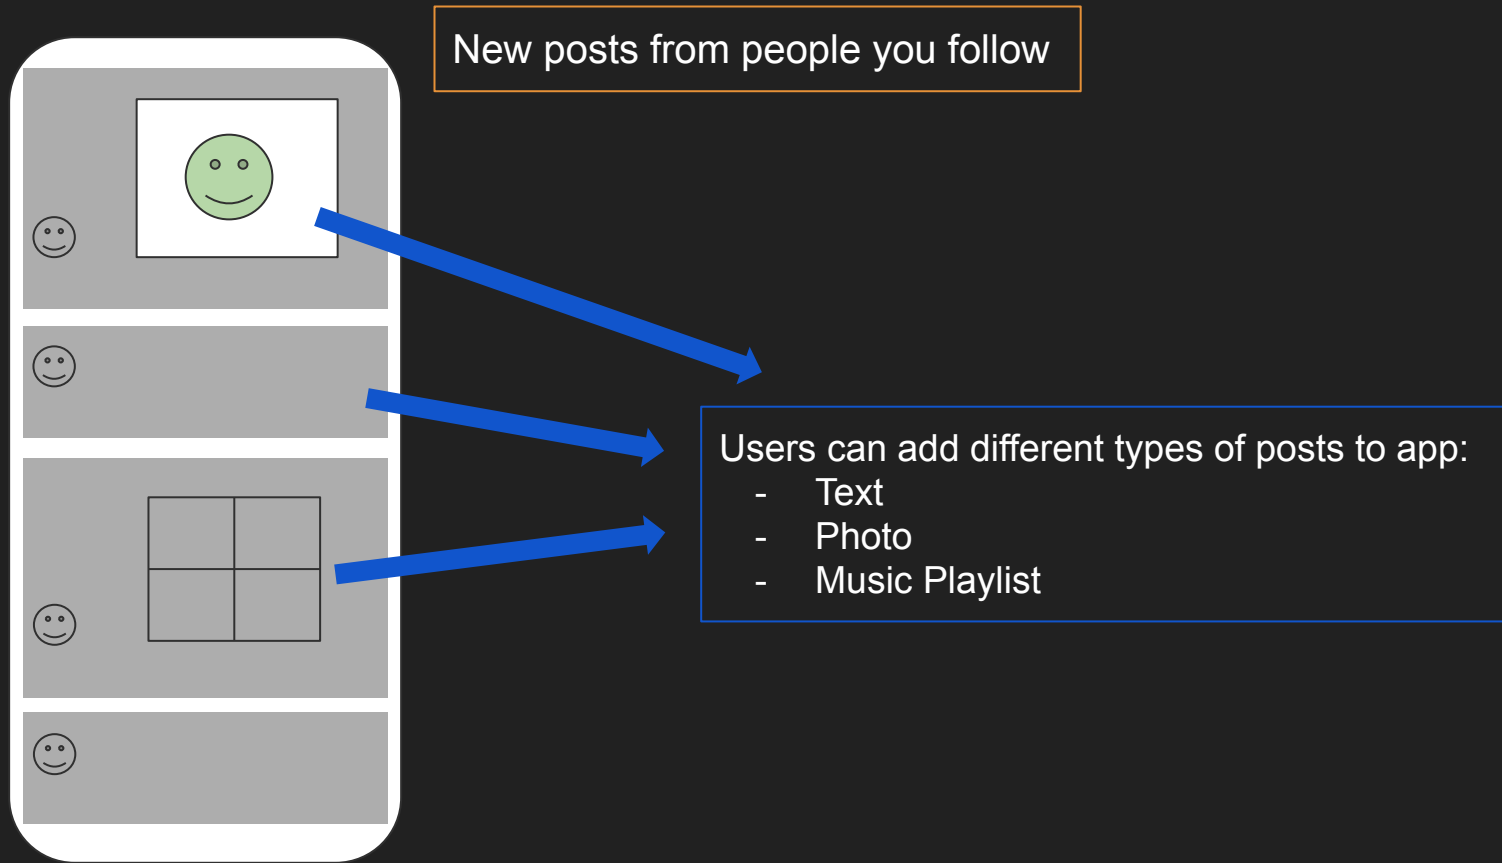 New posts from people you follow
Users can add different types of posts to app:
- Text
- Photo
- Music Playlist